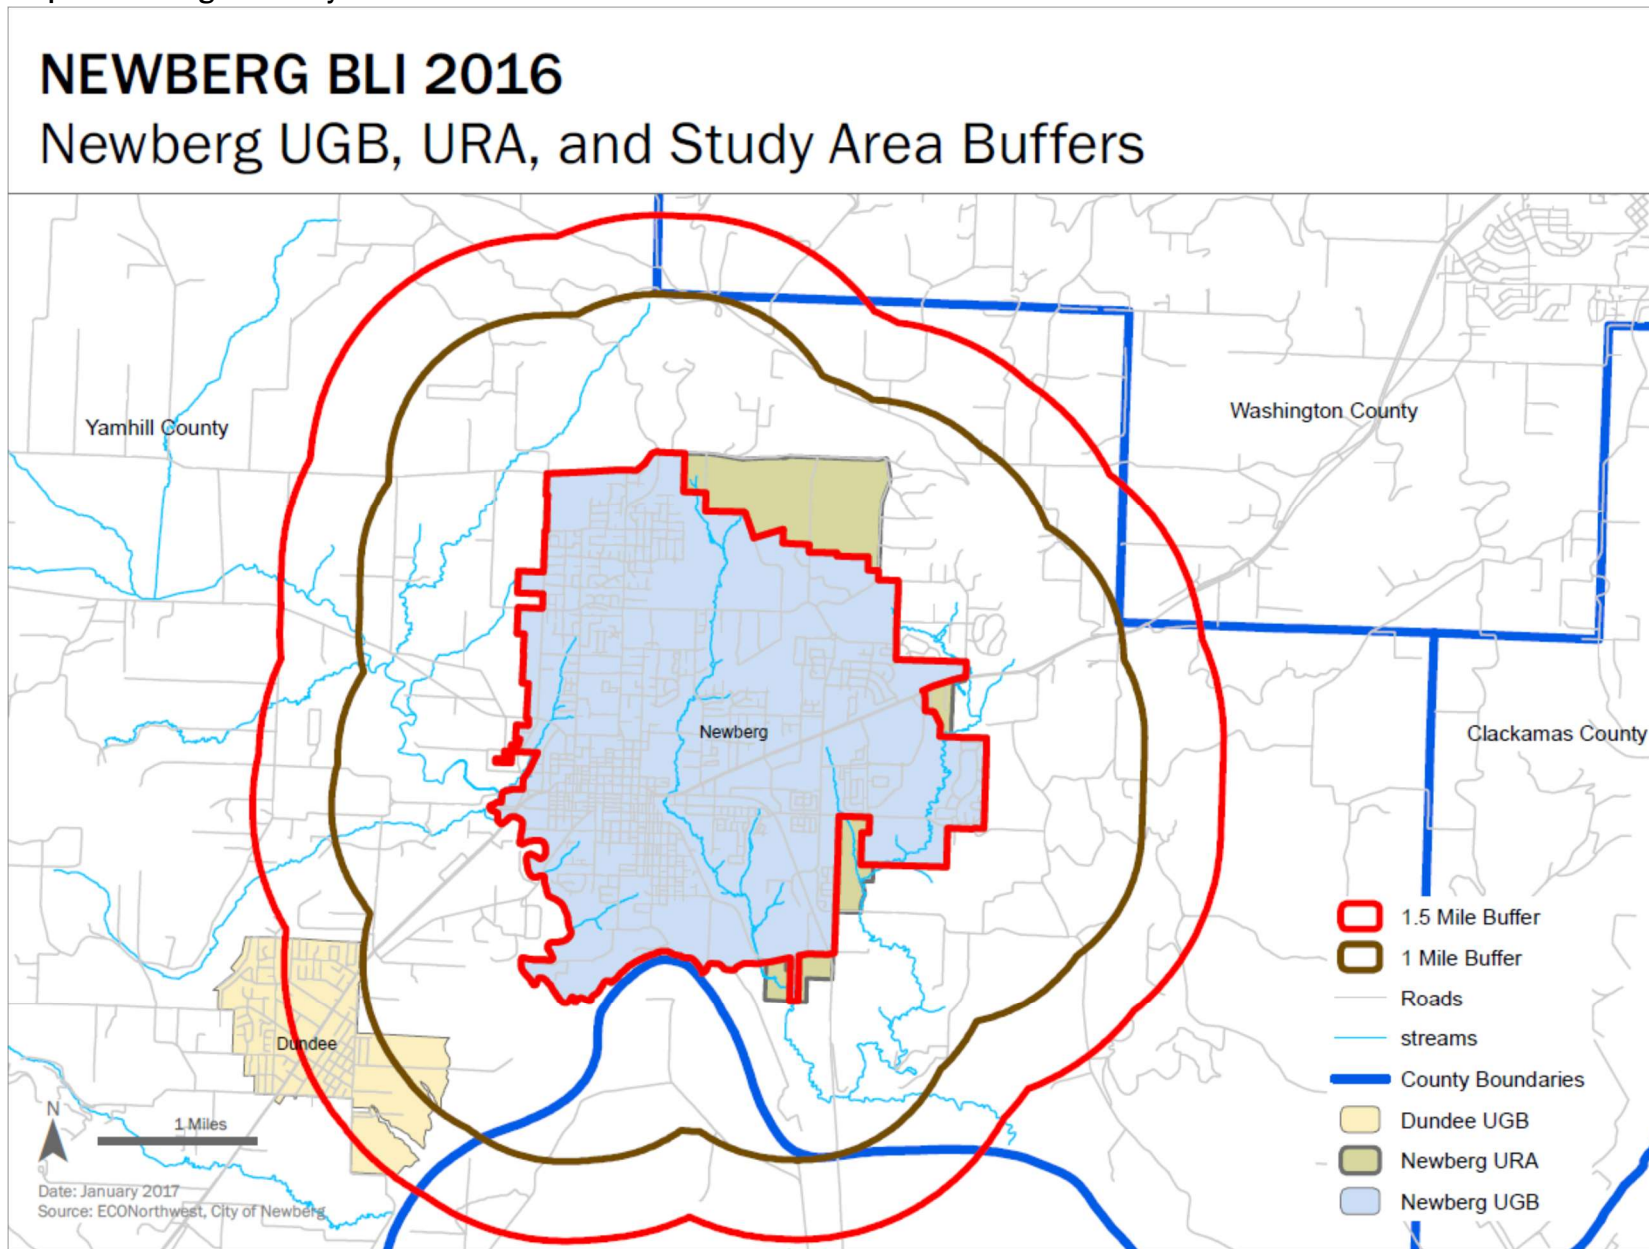 NEWBERG BLI 2016
Newberg UGB, URA, and Study Area Buffers
Yamhill County
Washington County
Newberg
Clackamas County
Dundee
1.5 Mile Buffer
1 Mile Buffer
Roads
streams
County Boundaries
Dundee UGB
Newberg URA
Newberg UGB
N
1 Miles
Date: January 2017
Source: ECONorthwest, City of Newberg